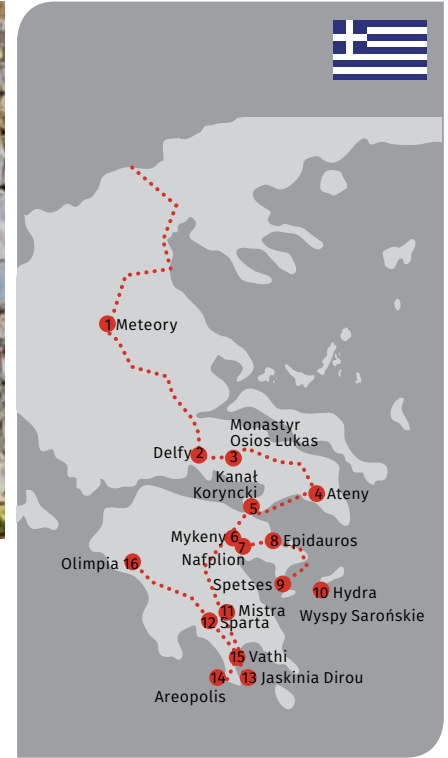 1 Meteory
Monastyr
Osios Lukas
Delfy 2
3
Kanał
Koryncki
5
4 Ateny
Mykeny 6
7
8 Epidauros
Nafplion
Olimpia 16
Spetses 9
10 Hydra
Wyspy Sarońskie
11 Mistra
12 Sparta
15 Vathi
14
13 Jaskinia Dirou
Areopolis